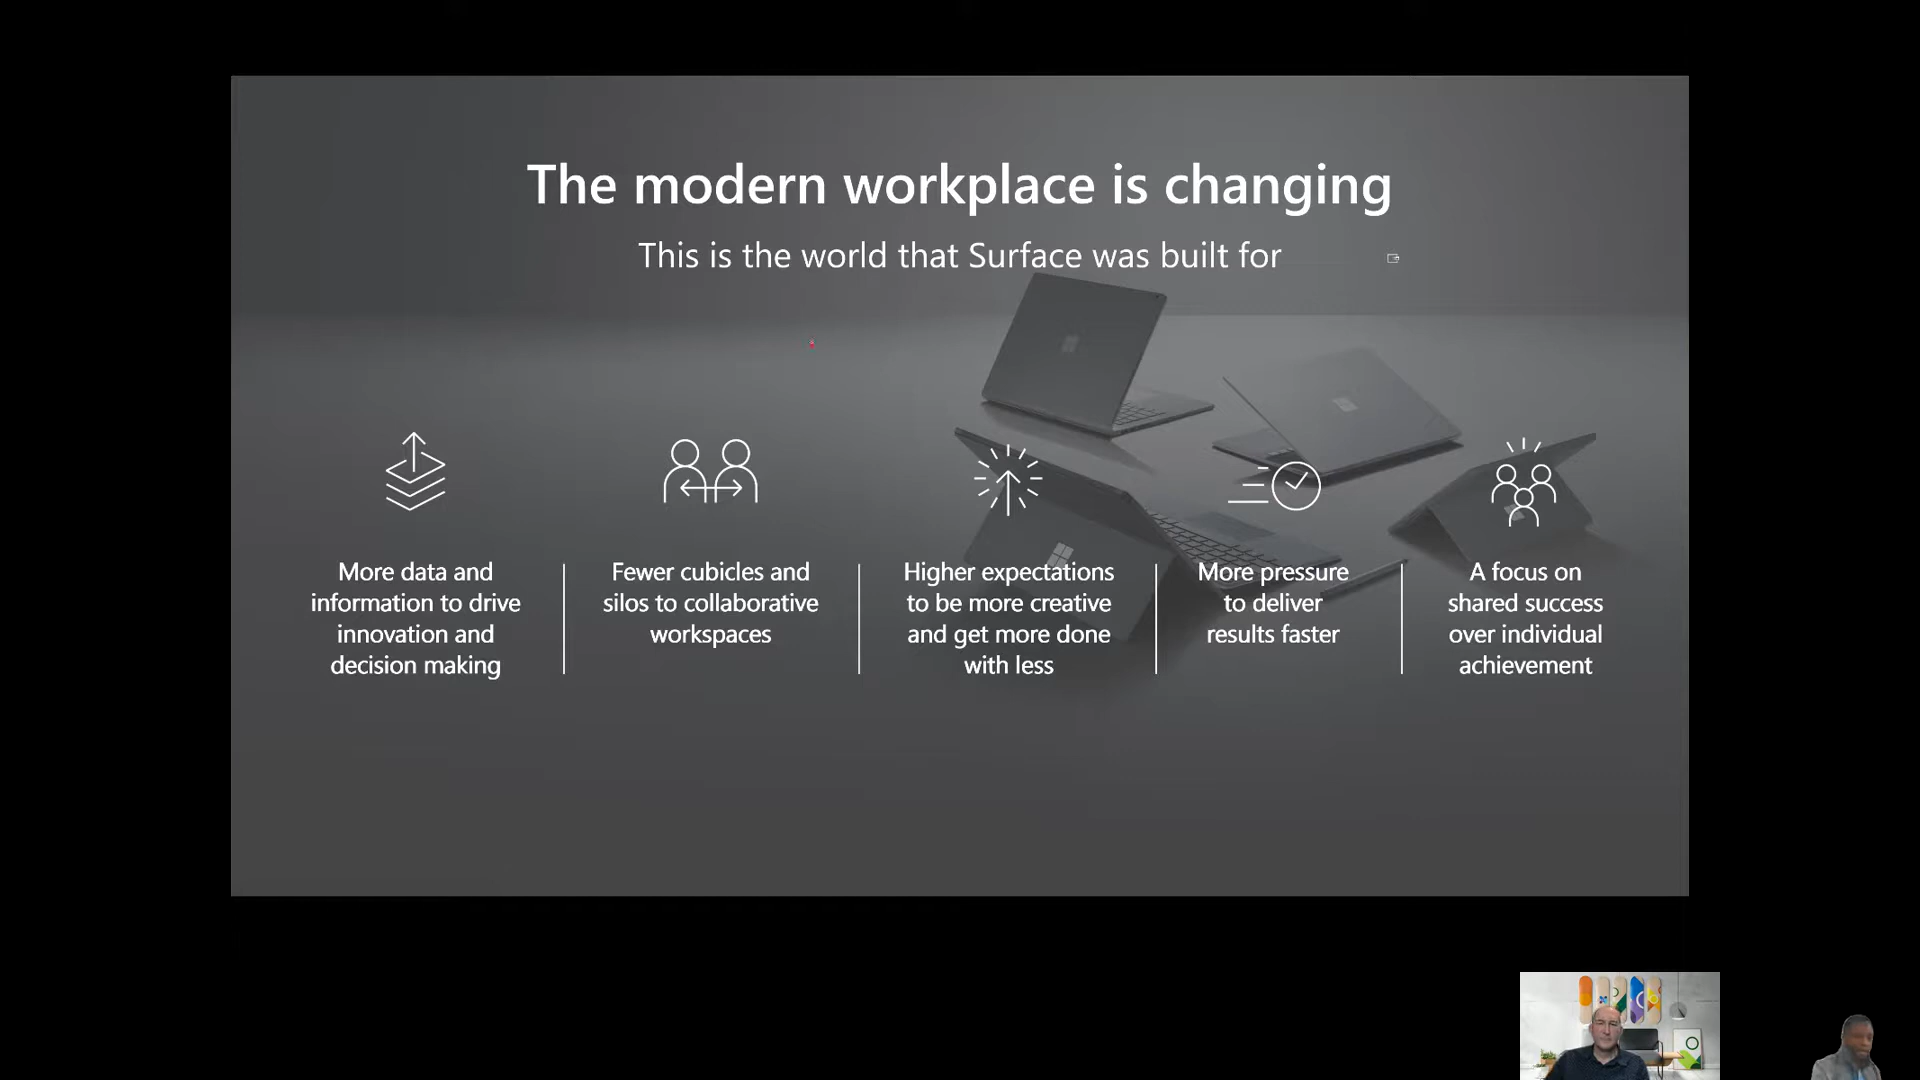 The modern workplace is changing
This is the world that Surface was built for
More data and
information to drive
innovation and
decision making
Fewer cubicles and
silos to collaborative
workspaces
Higher expectations
to be more creative
and get more done
with less
More pressure
to deliver
results faster
A focus on
shared success
over individual
achievement